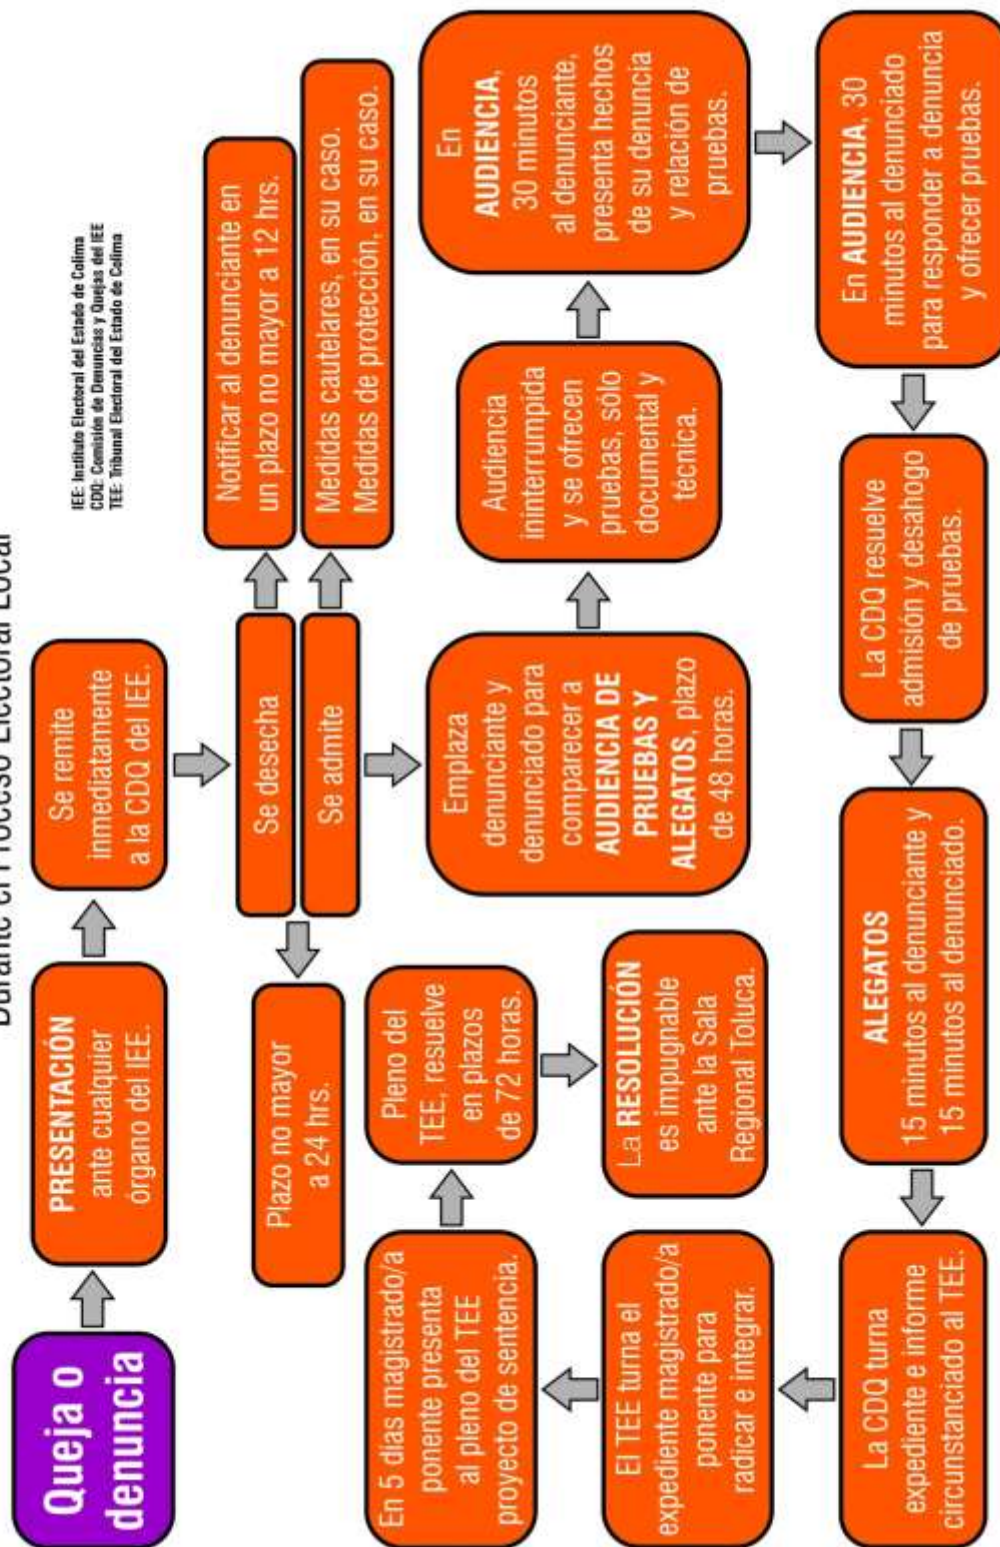 Durante el Proceso Electoral Local
IEE: Instituto Electoral del Estado de Colima
CDQ: Comisión de Denuncias y Quejas del IEE
TEE: Tribunal Electoral del Estado de Colima
Queja o
denuncia
PRESENTACIÓN
ante cualquier
órgano del IEE.
Se remite
inmediatamente
a la CDQ del IEE.
Se desecha
Se admite
Notificar al denunciante en
un plazo no mayor a 12 hrs.
Medidas cautelares, en su caso.
Medidas de protección, en su caso.
Plazo no mayor
a 24 hrs.
Emplaza
denunciante y
denunciado para
comparecer a
AUDIENCIA DE
PRUEBAS Y
ALEGATOS, plazo
de 48 horas.
Audiencia
ininterrumpida
y se ofrecen
pruebas, sólo
documental y
técnica.
En
AUDIENCIA,
30 minutos
al denunciante,
presenta hechos
de su denuncia
y relación de
pruebas.
En AUDIENCIA, 30
minutos al denunciado
para responder a denuncia
y ofrecer pruebas.
La CDQ resuelve
admisión y desahogo
de pruebas.
ALEGATOS
15 minutos al denunciante y
15 minutos al denunciado.
La CDQ turna
expediente e informe
circunstanciado al TEE.
El TEE turna el
expediente magistrado/a
ponente para
radicar e integrar.
En 5 días magistrado/a
ponente presenta
al pleno del TEE
proyecto de sentencia.
Pleno del
TEE, resuelve
en plazos
de 72 horas.
La RESOLUCIÓN
es impugnable
ante la Sala
Regional Toluca.